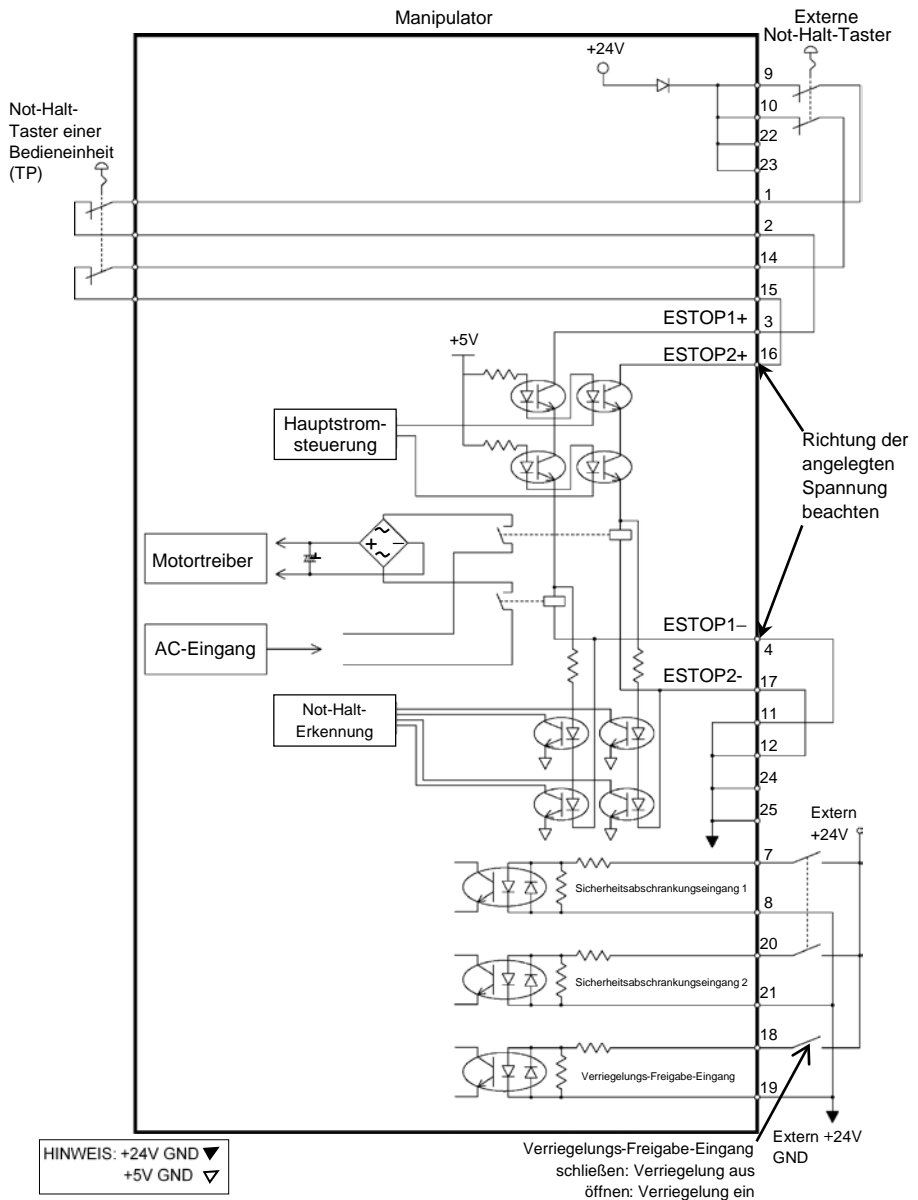 Manipulator
Externe
Not-Halt-Taster
+24V
9
10
22
23
Not-Halt-
Taster einer
Bedieneinheit
(TP)
1
2
14
15
ESTOP1+
3
+5V
ESTOP2+
16
Hauptstrom-
steuerung
Richtung der
angelegten
Spannung
beachten
+
−
Motortreiber
+
ESTOP1−
4
AC-Eingang
ESTOP2-
17
Not-Halt-
Erkennung
11
12
24
25
Extern
+24V
7
Sicherheitsabschrankungseingang 1
8
20
Sicherheitsabschrankungseingang 2
21
18
Verriegelungs-Freigabe-Eingang
19
HINWEIS: +24V GND
+5V GND
Verriegelungs-Freigabe-Eingang
schließen: Verriegelung aus
öffnen: Verriegelung ein
Extern +24V
GND